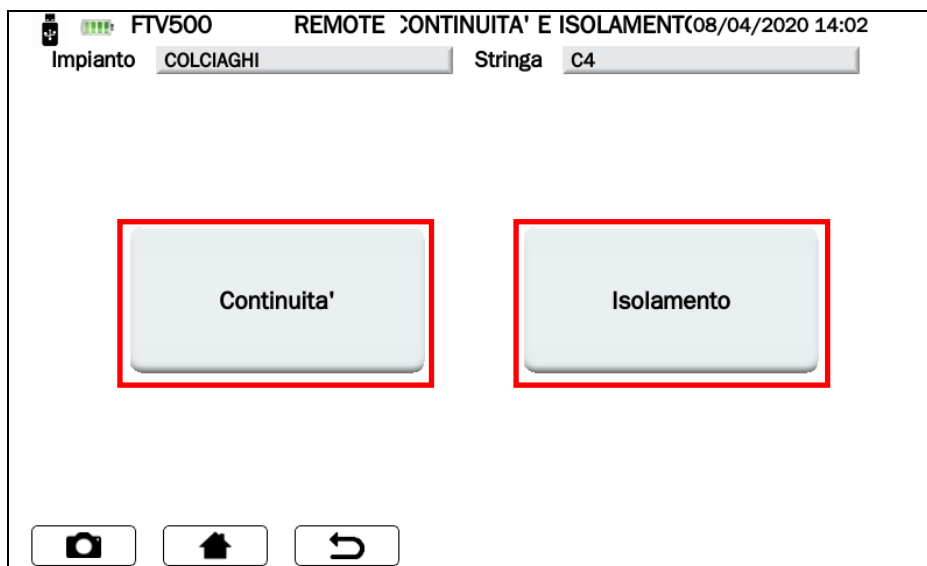 FTV500 REMOTE CONTINUITA' E ISOLAMENT 08/04/2020 14:02
Impianto COLCIAGHI Stringa C4
Continuita' Isolamento